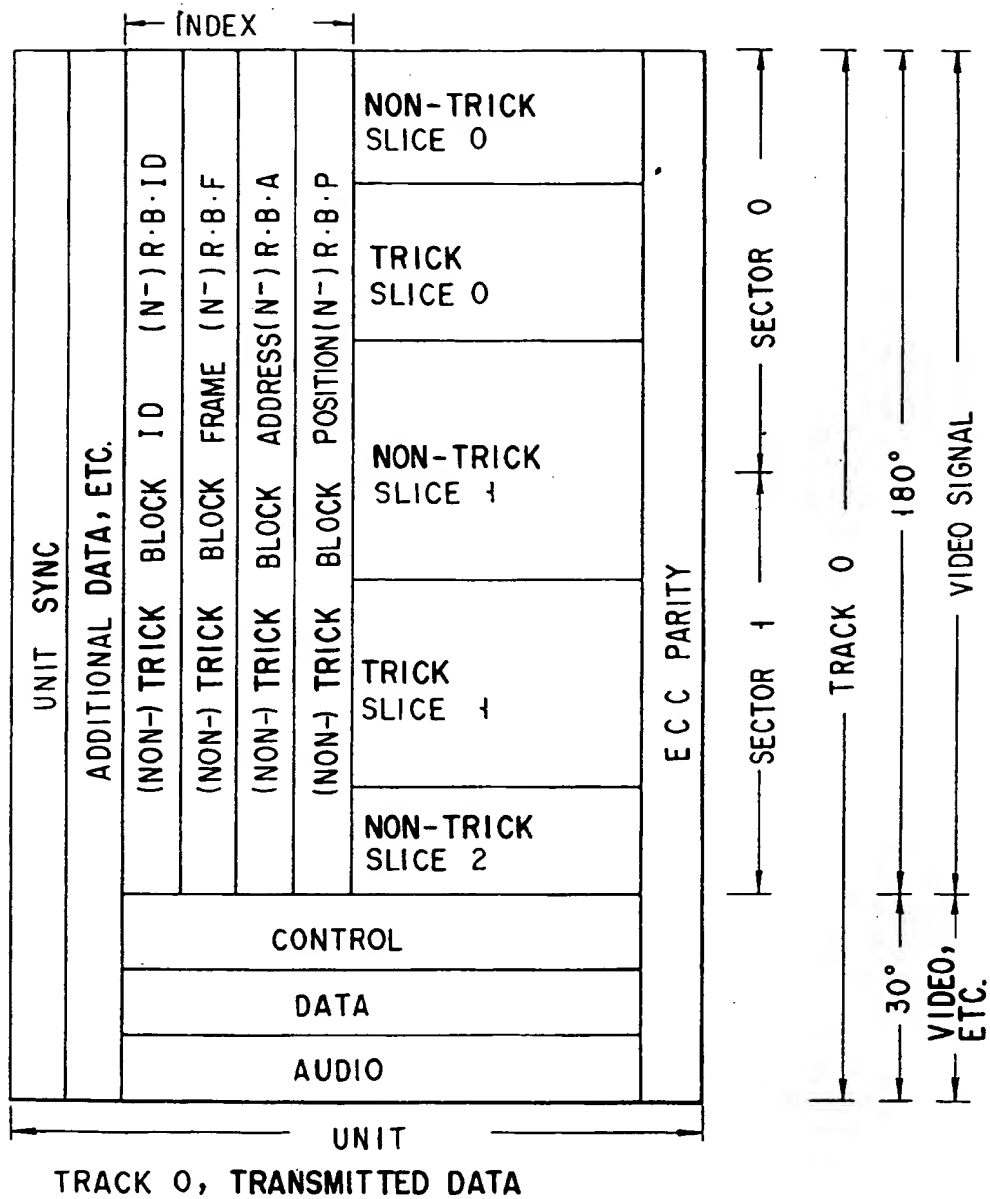 INDEX
UNIT SYNC
ADDITIONAL DATA, ETC.
(NON-) TRICK BLOCK ID (N-)R·B·ID
(NON-) TRICK BLOCK FRAME (N-)R·B·F
(NON-) TRICK BLOCK ADDRESS(N-)R·B·A
(NON-) TRICK BLOCK POSITION(N-)R·B·P
NON-TRICK
SLICE 0
TRICK
SLICE 0
NON-TRICK
SLICE 1
TRICK
SLICE 1
NON-TRICK
SLICE 2
CONTROL
DATA
AUDIO
ECC PARITY
SECTOR 0
SECTOR 1
TRACK 0
180°
30°
VIDEO SIGNAL
VIDEO,
ETC.
UNIT
TRACK 0, TRANSMITTED DATA